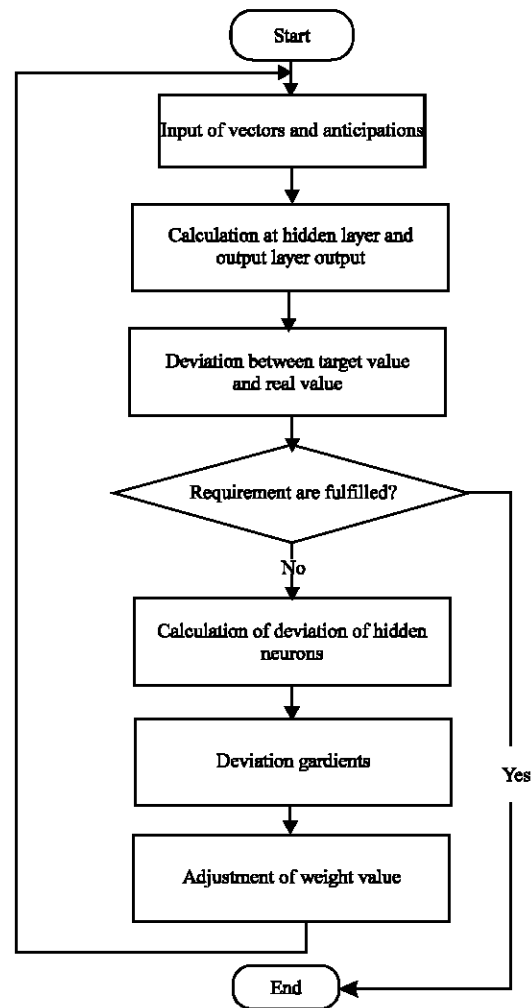 Start
Input of vectors and anticipations
Calculation at hidden layer and
output layer output
Deviation between target value
and real value
Requirement are fulfilled?
No
Calculation of deviation of hidden
neurons
Deviation gardients
Yes
Adjustment of weight value
End